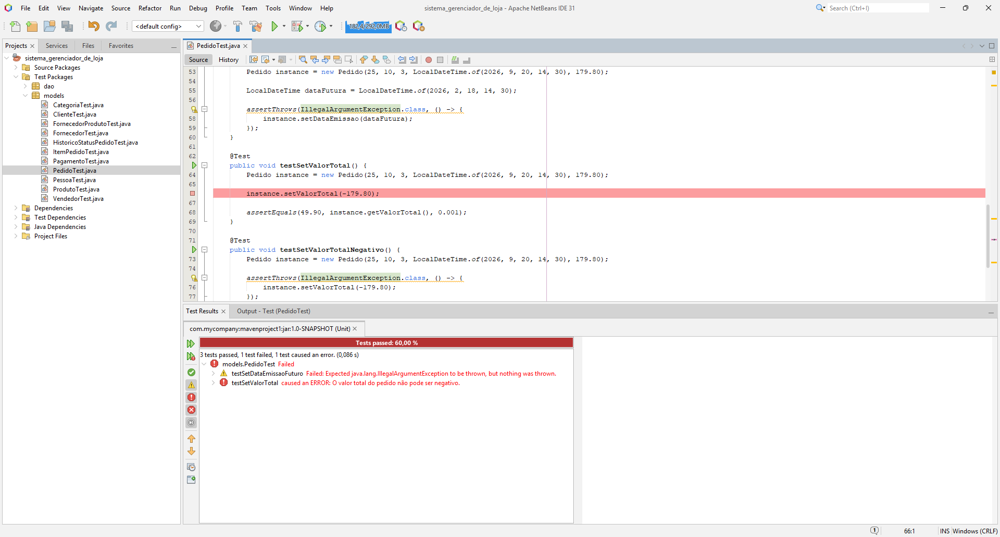 File Edit View Navigate Source Refactor Run Debug Profile Team Tools Window Help
sistema_gerenciador_de_loja - Apache NetBeans IDE 31
Search (Ctrl+I)
<default config>
182,4/292,0MB
Projects Services Files Favorites
sistema_gerenciador_de_loja
Source Packages
Test Packages
dao
models
CategoriaTest.java
ClienteTest.java
FornecedorProdutoTest.java
FornecedorTest.java
HistoricoStatusPedidoTest.java
ItemPedidoTest.java
PagamentoTest.java
PedidoTest.java
PessoaTest.java
ProdutoTest.java
VendedorTest.java
Dependencies
Test Dependencies
Java Dependencies
Project Files
PedidoTest.java
Source History
53 Pedido instance = new Pedido(25, 10, 3, LocalDateTime.of(2026, 9, 20, 14, 30), 179.80);
54
55 LocalDateTime dataFutura = LocalDateTime.of(2026, 2, 18, 14, 30);
56
assertThrows(IllegalArgumentException.class, () -> {
58 instance.setDataEmissao(dataFutura);
59 });
60 }
61
62 @Test
public void testSetValorTotal() {
64 Pedido instance = new Pedido(25, 10, 3, LocalDateTime.of(2026, 9, 20, 14, 30), 179.80);
65
instance.setValorTotal(-179.80);
67
68 assertEquals(49.90, instance.getValorTotal(), 0.001);
69 }
70
71 @Test
public void testSetValorTotalNegativo() {
73 Pedido instance = new Pedido(25, 10, 3, LocalDateTime.of(2026, 9, 20, 14, 30), 179.80);
74
assertThrows(IllegalArgumentException.class, () -> {
76 instance.setValorTotal(-179.80);
77 });
Test Results Output - Test (PedidoTest)
com.mycompany:mavenproject1:jar:1.0-SNAPSHOT (Unit)
Tests passed: 60,00 %
3 tests passed, 1 test failed, 1 test caused an error. (0,086 s)
models.PedidoTest Failed
testSetDataEmissaoFuturo Failed: Expected java.lang.IllegalArgumentException to be thrown, but nothing was thrown.
testSetValorTotal caused an ERROR: O valor total do pedido não pode ser negativo.
1
66:1
INS
Windows (CRLF)